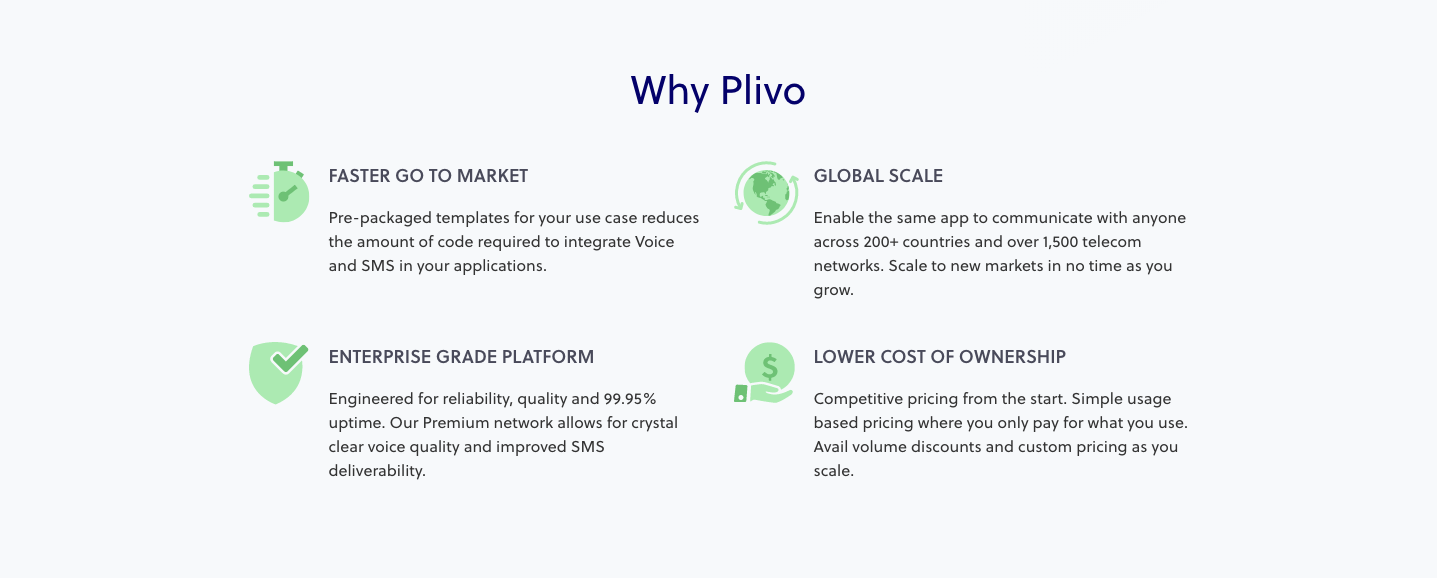 Why Plivo
FASTER GO TO MARKET
Pre-packaged templates for your use case reduces
the amount of code required to integrate Voice
and SMS in your applications.
GLOBAL SCALE
Enable the same app to communicate with anyone
across 200+ countries and over 1,500 telecom
networks. Scale to new markets in no time as you
grow.
ENTERPRISE GRADE PLATFORM
Engineered for reliability, quality and 99.95%
uptime. Our Premium network allows for crystal
clear voice quality and improved SMS
deliverability.
$
LOWER COST OF OWNERSHIP
Competitive pricing from the start. Simple usage
based pricing where you only pay for what you use.
Avail volume discounts and custom pricing as you
scale.